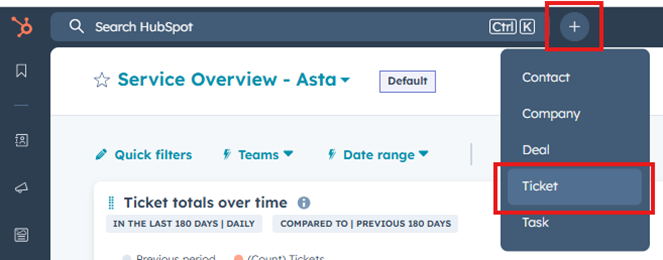 Search HubSpot Ctrl K +
Contact
Service Overview - Asta Default
Company
Deal
Quick filters Teams Date range
Ticket
Ticket totals over time
IN THE LAST 180 DAYS | DAILY COMPARED TO | PREVIOUS 180 DAYS
Task
Previous period (Count) Tickets